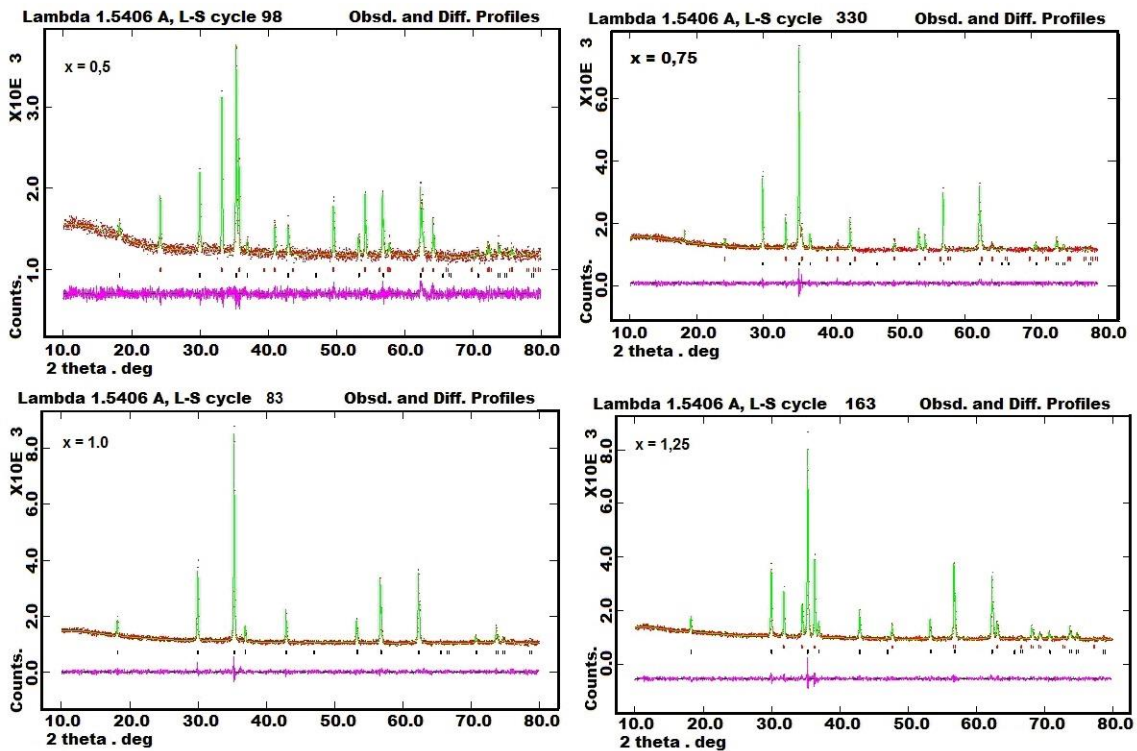 Lambda 1.5406 A, L-S cycle 98 Obsd. and Diff. Profiles
X10E 3
x = 0,5
3.0
2.0
1.0
Counts.
10.0 20.0 30.0 40.0 50.0 60.0 70.0 80.0
2 theta . deg
Lambda 1.5406 A, L-S cycle 330 Obsd. and Diff. Profiles
X10E 3
x = 0,75
6.0
4.0
2.0
0.0
Counts.
10.0 20.0 30.0 40.0 50.0 60.0 70.0 80.0
2 theta . deg
Lambda 1.5406 A, L-S cycle 83 Obsd. and Diff. Profiles
X10E 3
x = 1.0
8.0
6.0
4.0
2.0
0.0
Counts.
10.0 20.0 30.0 40.0 50.0 60.0 70.0 80.0
2 theta . deg
Lambda 1.5406 A, L-S cycle 163 Obsd. and Diff. Profiles
X10E 3
x = 1,25
8.0
6.0
4.0
2.0
0.0
Counts.
10.0 20.0 30.0 40.0 50.0 60.0 70.0 80.0
2 theta . deg